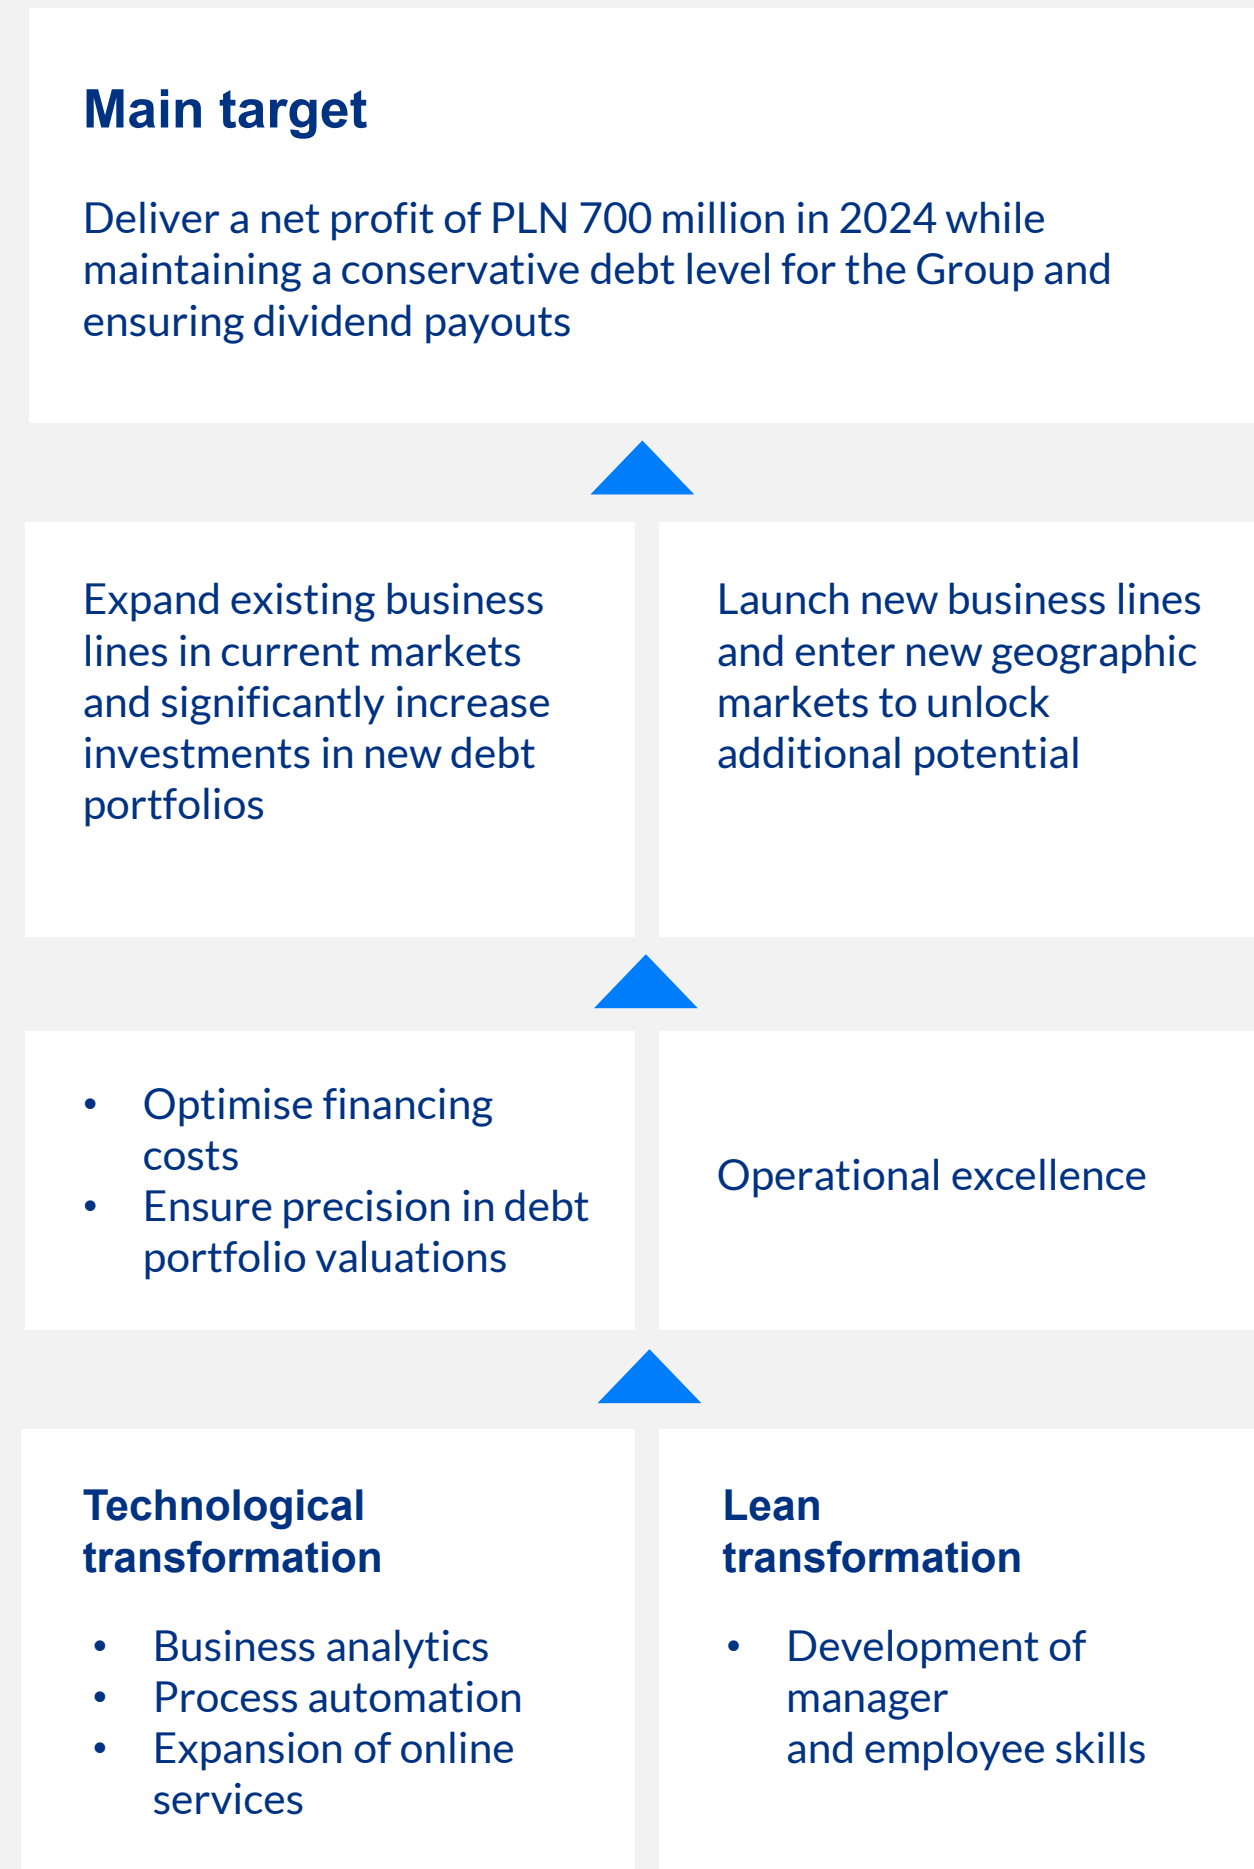 Main target
Deliver a net profit of PLN 700 million in 2024 while
maintaining a conservative debt level for the Group and
ensuring dividend payouts
Expand existing business
lines in current markets
and significantly increase
investments in new debt
portfolios
Launch new business lines
and enter new geographic
markets to unlock
additional potential
• Optimise financing
costs
• Ensure precision in debt
portfolio valuations
Operational excellence
Technological
transformation
• Business analytics
• Process automation
• Expansion of online
services
Lean
transformation
• Development of
manager
and employee skills